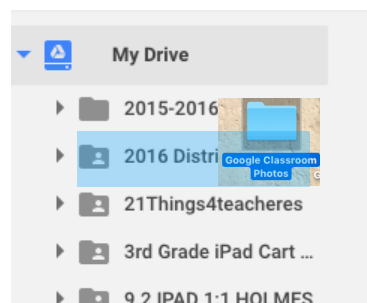 My Drive
2015-2016
2016 Distri
Google Classroom
Photos
21Things4teacheres
3rd Grade iPad Cart ...
9.2 IPAD 1:1 HOLMES